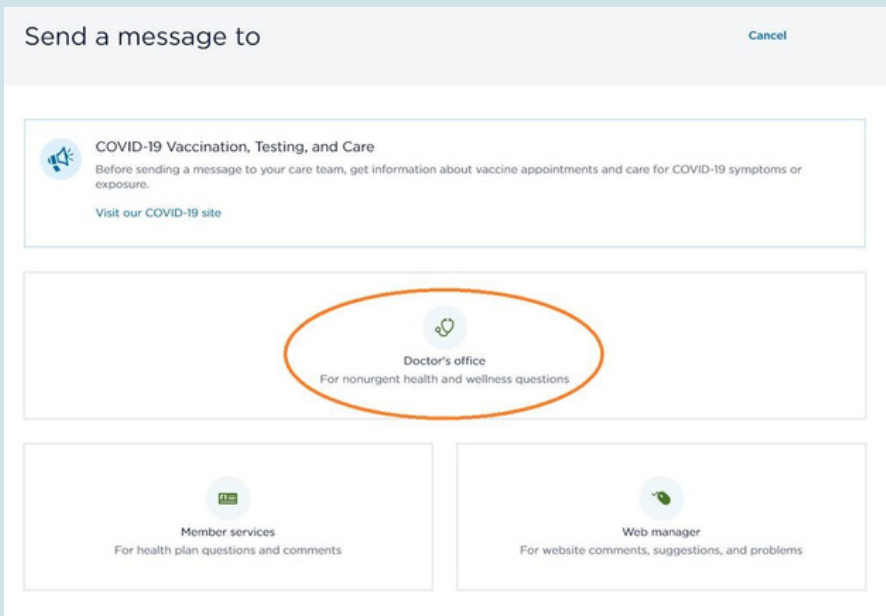 Send a message to
Cancel
COVID-19 Vaccination, Testing, and Care
Before sending a message to your care team, get information about vaccine appointments and care for COVID-19 symptoms or
exposure.
Visit our COVID-19 site
Doctor's office
For nonurgent health and wellness questions
Member services
For health plan questions and comments
Web manager
For website comments, suggestions, and problems